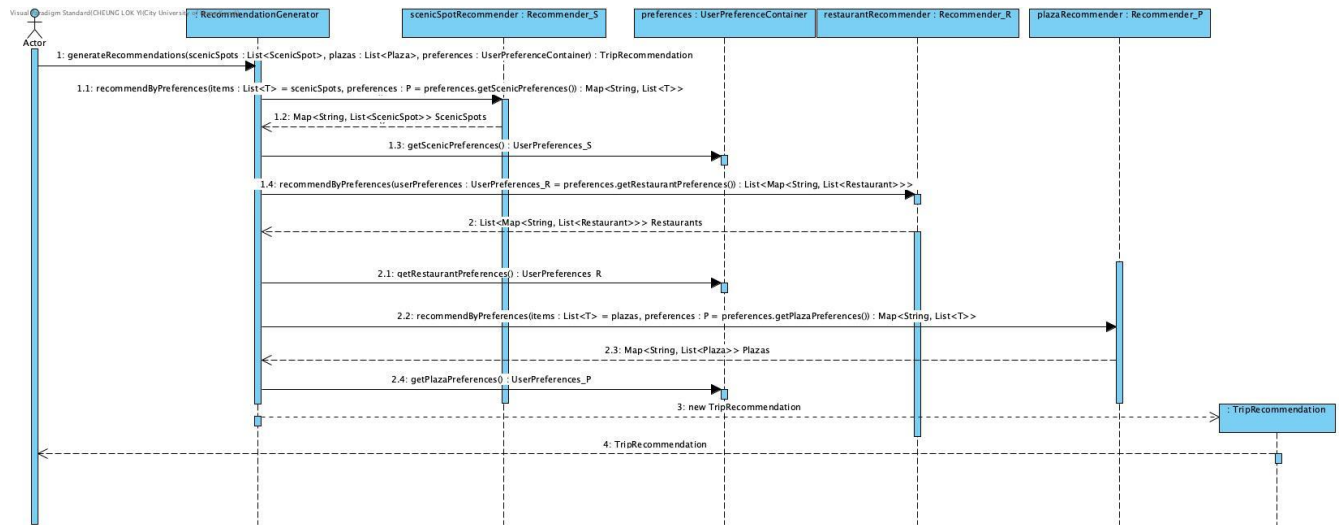 Visual Paradigm Standard(CHEUNG LOK YI(City University of
Actor
RecommendationGenerator
scenicSpotRecommender : Recommender_S
preferences : UserPreferenceContainer
restaurantRecommender : Recommender_R
plazaRecommender : Recommender_P
1: generateRecommendations(scenicSpots : List<ScenicSpot>, plazas : List<Plaza>, preferences : UserPreferenceContainer) : TripRecommendation
1.1: recommendByPreferences(items : List<T> = scenicSpots, preferences : P = preferences.getScenicPreferences()) : Map<String, List<T>>
1.2: Map<String, List<ScenicSpot>> ScenicSpots
1.3: getScenicPreferences() : UserPreferences_S
1.4: recommendByPreferences(userPreferences : UserPreferences_R = preferences.getRestaurantPreferences()) : List<Map<String, List<Restaurant>>>
2: List<Map<String, List<Restaurant>>> Restaurants
2.1: getRestaurantPreferences() : UserPreferences_R
2.2: recommendByPreferences(items : List<T> = plazas, preferences : P = preferences.getPlazaPreferences()) : Map<String, List<T>>
2.3: Map<String, List<Plaza>> Plazas
2.4: getPlazaPreferences() : UserPreferences_P
3: new TripRecommendation
: TripRecommendation
4: TripRecommendation